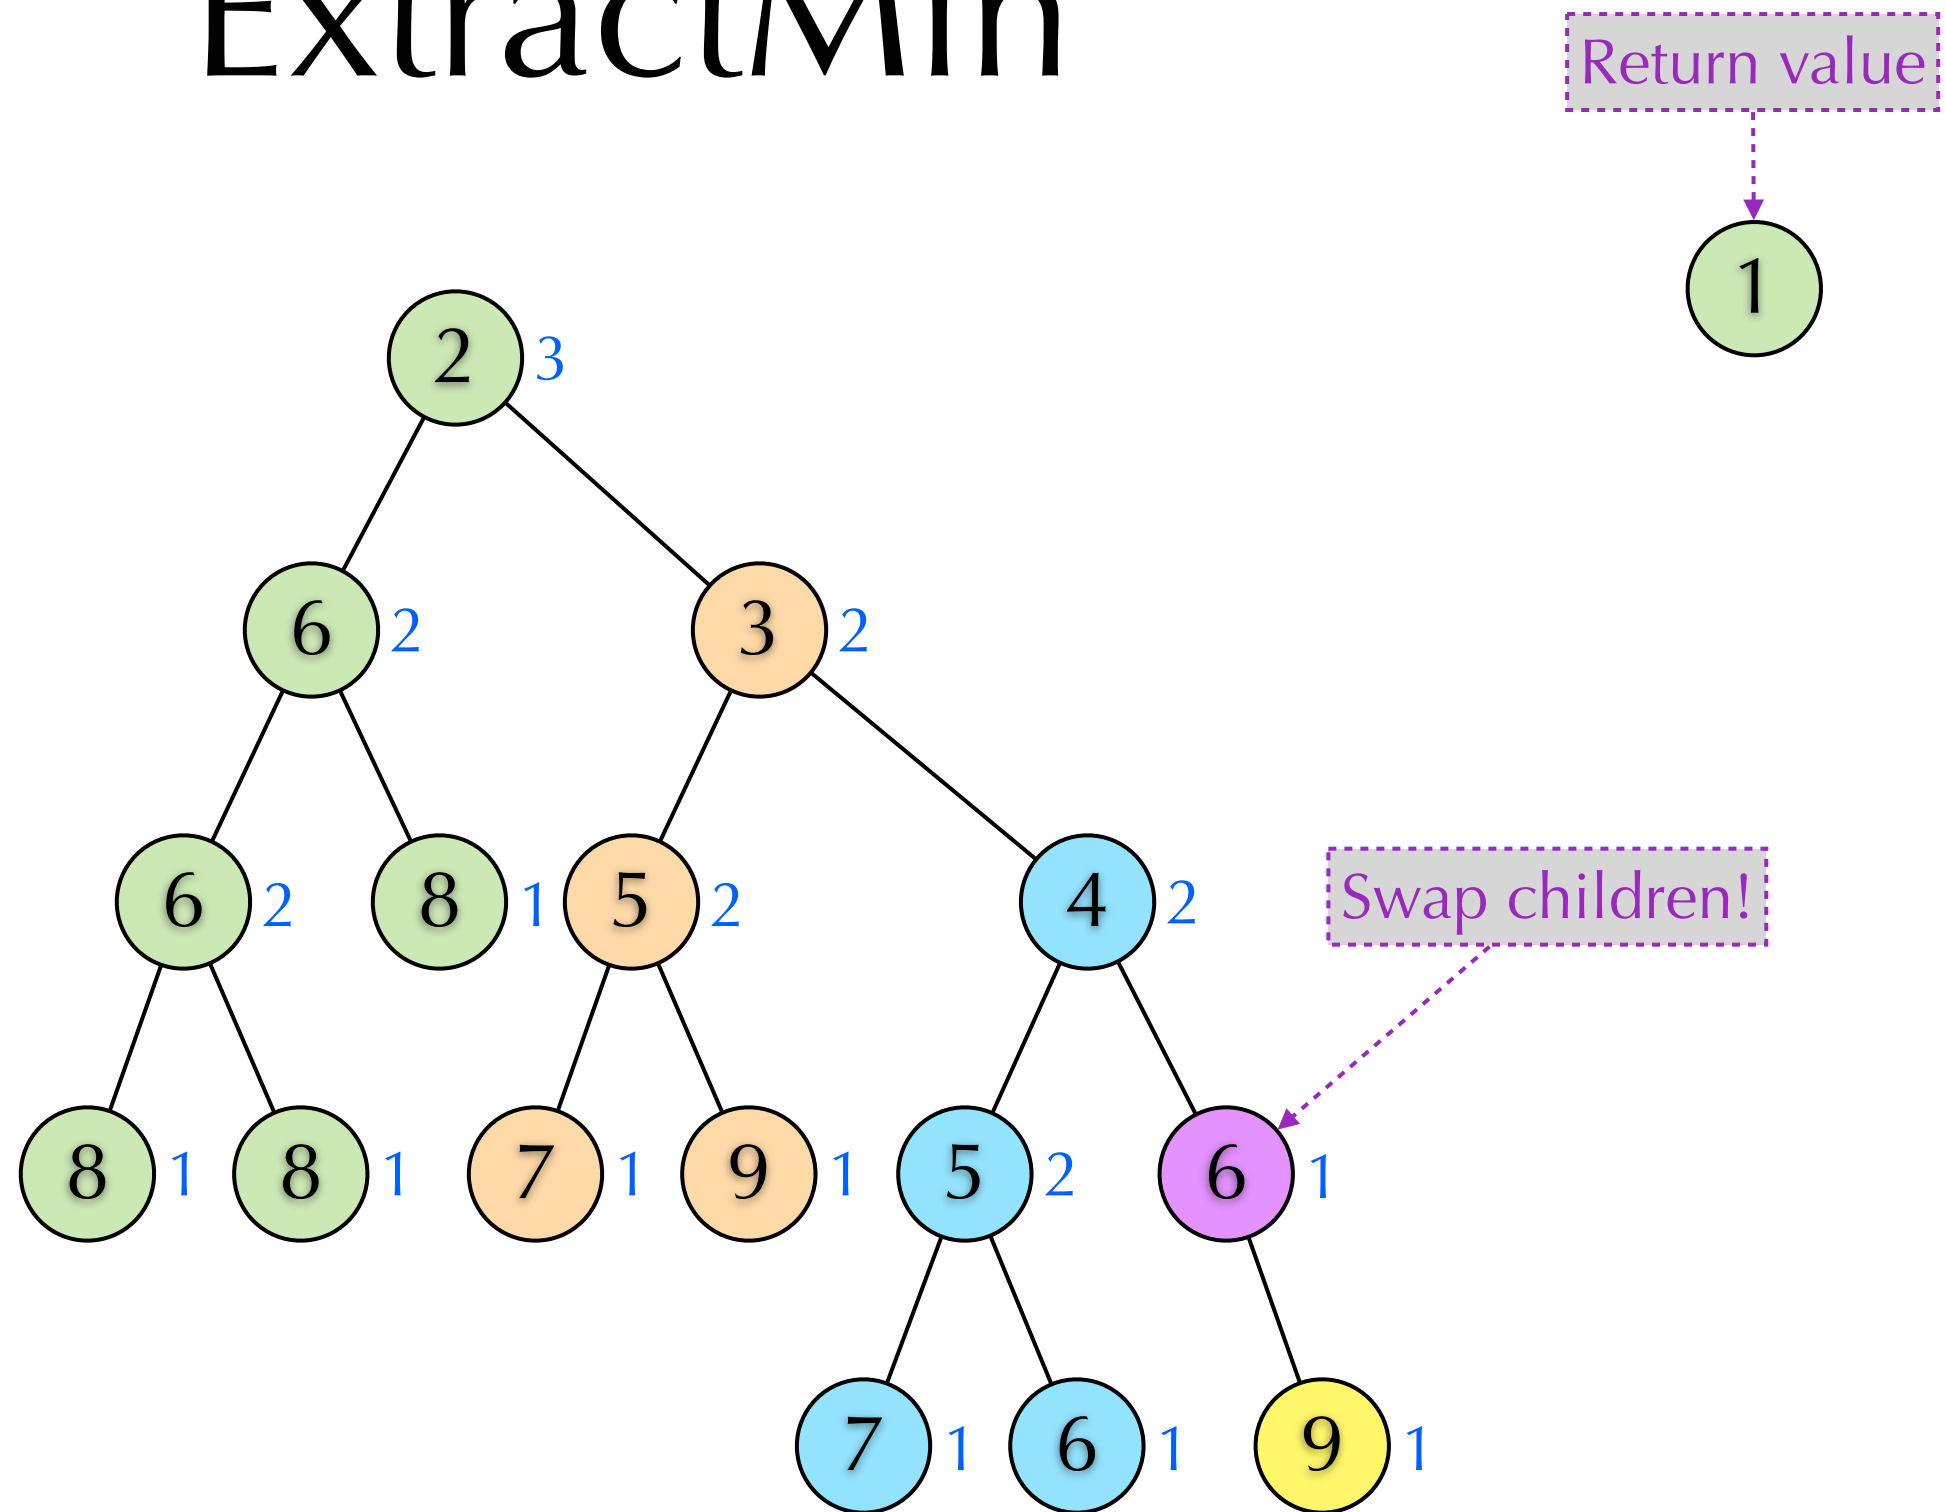 ExtractMin
Return value
1
2 3
6 2 3 2
6 2 8 1 5 2 4 2
Swap children!
8 1 8 1 7 1 9 1 5 2 6 1
7 1 6 1 9 1